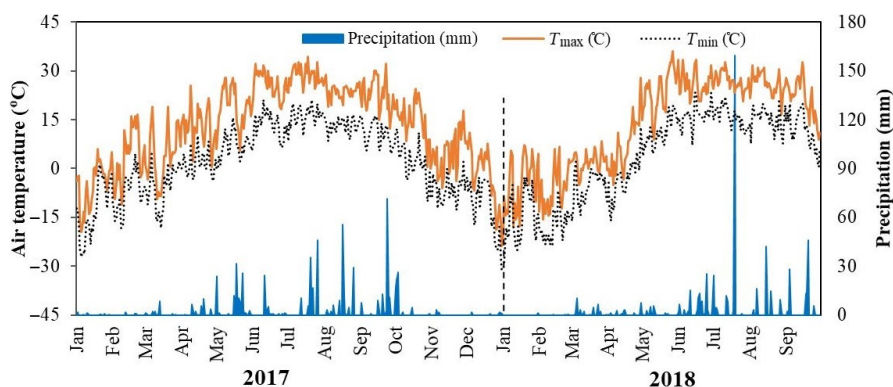 45
30
15
0
−15
−30
−45
Air temperature (°C)
Precipitation (mm)
Tmax (°C)
Tmin (°C)
180
150
120
90
60
30
0
Precipitation (mm)
Jan Feb Mar Apr May Jun Jul Aug Sep Oct Nov Dec Jan Feb Mar Apr May Jun Jul Aug Sep
2017 2018